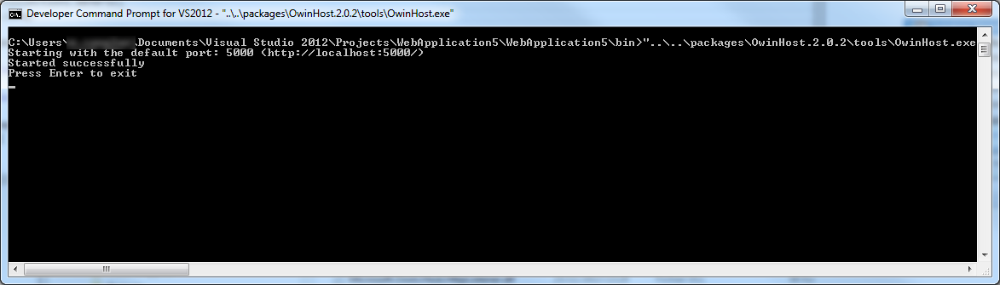 Developer Command Prompt for VS2012 - "..\..\packages\OwinHost.2.0.2\tools\OwinHost.exe"
C:\Users\ \Documents\Visual Studio 2012\Projects\WebApplication5\WebApplication5\bin>"..\..\packages\OwinHost.2.0.2\tools\OwinHost.exe
Starting with the default port: 5000 (http://localhost:5000/)
Started successfully
Press Enter to exit